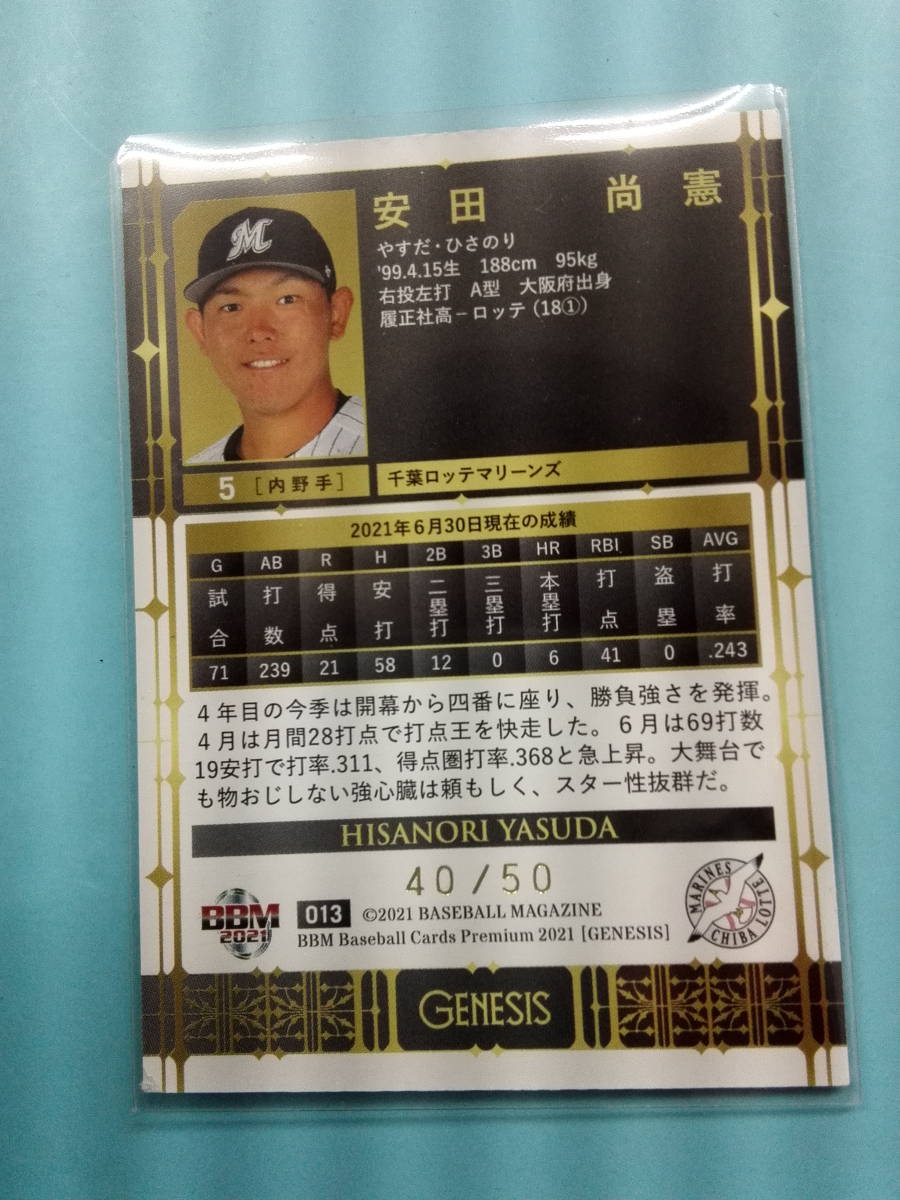 M
安田 尚憲
やすだ・ひさのり
'99.4.15生 188cm 95kg
右投左打 A型 大阪府出身
履正社高－ロッテ (18①)
5 [内野手]
千葉ロッテマリーンズ
2021年6月30日現在の成績
G AB R H 2B 3B HR RBI SB AVG
試合 打数 得点 安打 二塁打 三塁打 本塁打 打点 盗塁 打率
71 239 21 58 12 0 6 41 0 .243
4年目の今季は開幕から四番に座り、勝負強さを発揮。
4月は月間28打点で打点王を快走した。6月は69打数
19安打で打率.311、得点圏打率.368と急上昇。大舞台で
も物おじしない強心臓は頼もしく、スター性抜群だ。
HISANORI YASUDA
40/50
BBM
2021
013 ©2021 BASEBALL MAGAZINE
BBM Baseball Cards Premium 2021 [GENESIS]
MARINES
CHIBA LOTTE
GENESIS